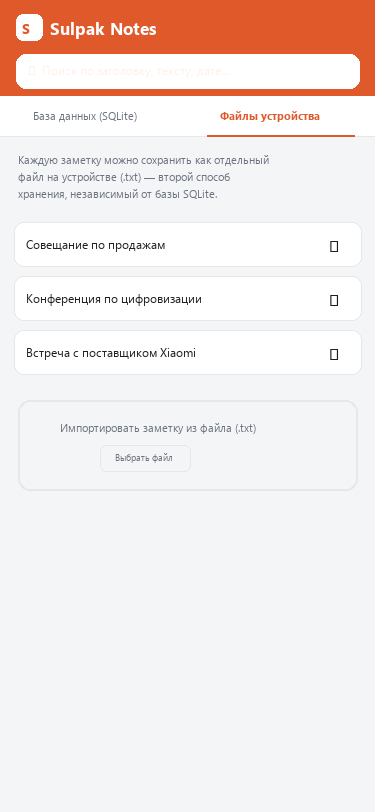 S Sulpak Notes
Поиск по заголовку, тексту, дате...
База данных (SQLite)
Файлы устройства
Каждую заметку можно сохранить как отдельный
файл на устройстве (.txt) — второй способ
хранения, независимый от базы SQLite.
Совещание по продажам
Конференция по цифровизации
Встреча с поставщиком Xiaomi
Импортировать заметку из файла (.txt)
Выбрать файл